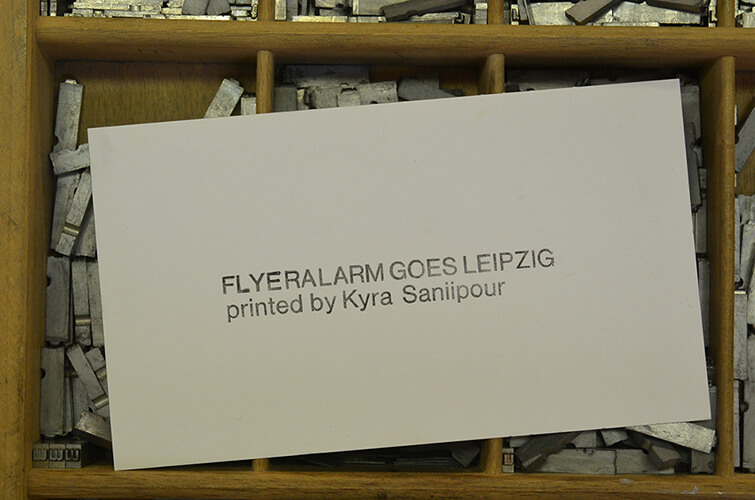 FLYERALARM GOES LEIPZIG
printed by Kyra Saniipour